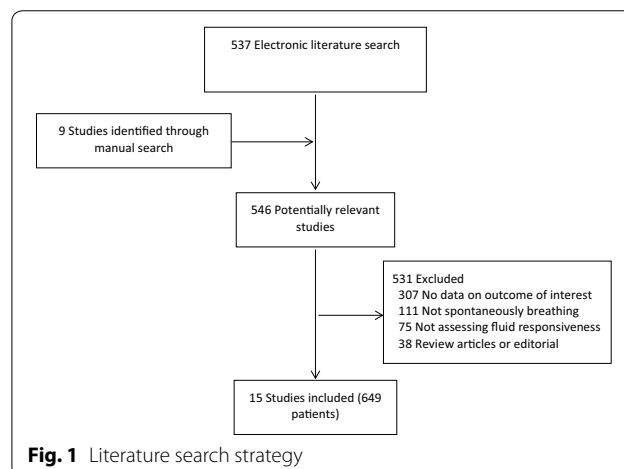 537 Electronic literature search
9 Studies identified through
manual search
546 Potentially relevant
studies
531 Excluded
307 No data on outcome of interest
111 Not spontaneously breathing
75 Not assessing fluid responsiveness
38 Review articles or editorial
15 Studies included (649
patients)
Fig. 1 Literature search strategy